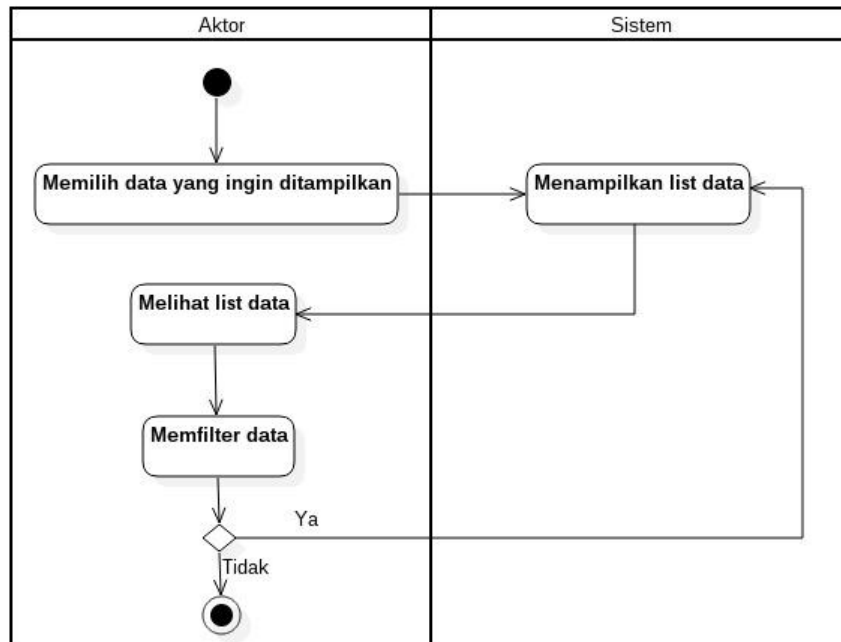 Aktor
Sistem
Memilih data yang ingin ditampilkan
Menampilkan list data
Melihat list data
Memfilter data
Ya
Tidak